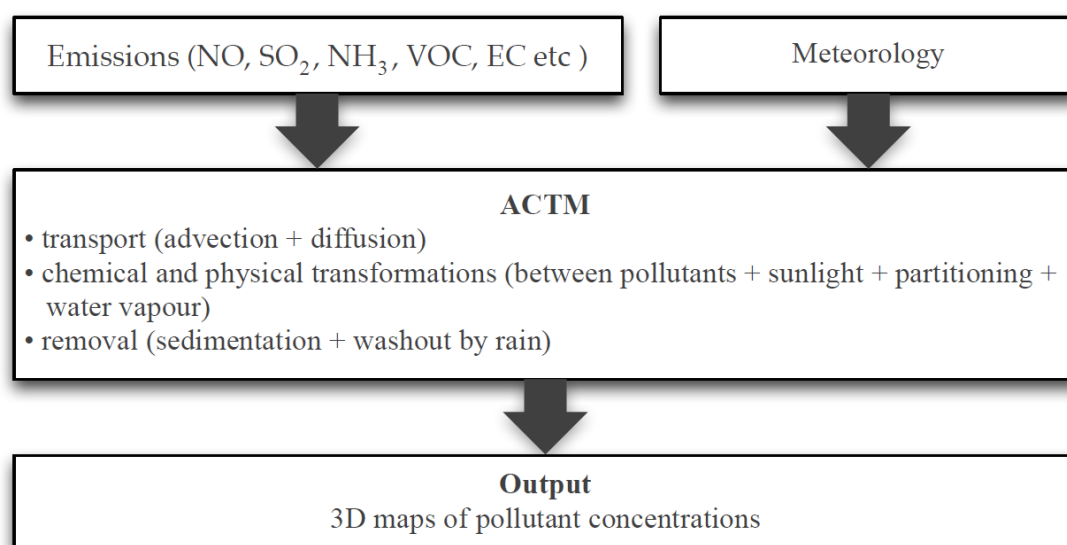 Emissions (NO, SO₂, NH₃, VOC, EC etc )
Meteorology
ACTM
• transport (advection + diffusion)
• chemical and physical transformations (between pollutants + sunlight + partitioning +
water vapour)
• removal (sedimentation + washout by rain)
Output
3D maps of pollutant concentrations